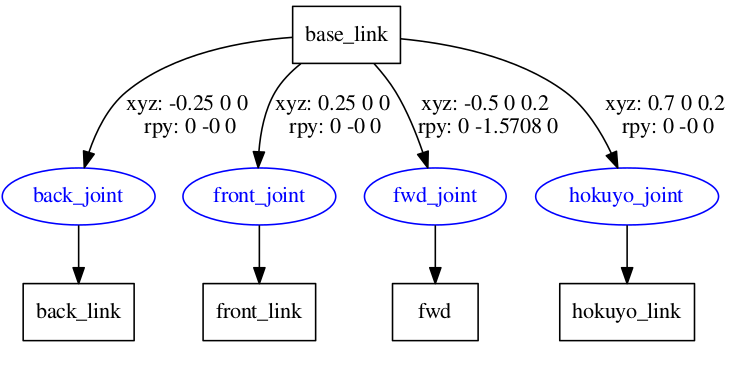 base_link
xyz: -0.25 0 0
rpy: 0 -0 0
xyz: 0.25 0 0
rpy: 0 -0 0
xyz: -0.5 0 0.2
rpy: 0 -1.5708 0
xyz: 0.7 0 0.2
rpy: 0 -0 0
back_joint
front_joint
fwd_joint
hokuyo_joint
back_link
front_link
fwd
hokuyo_link